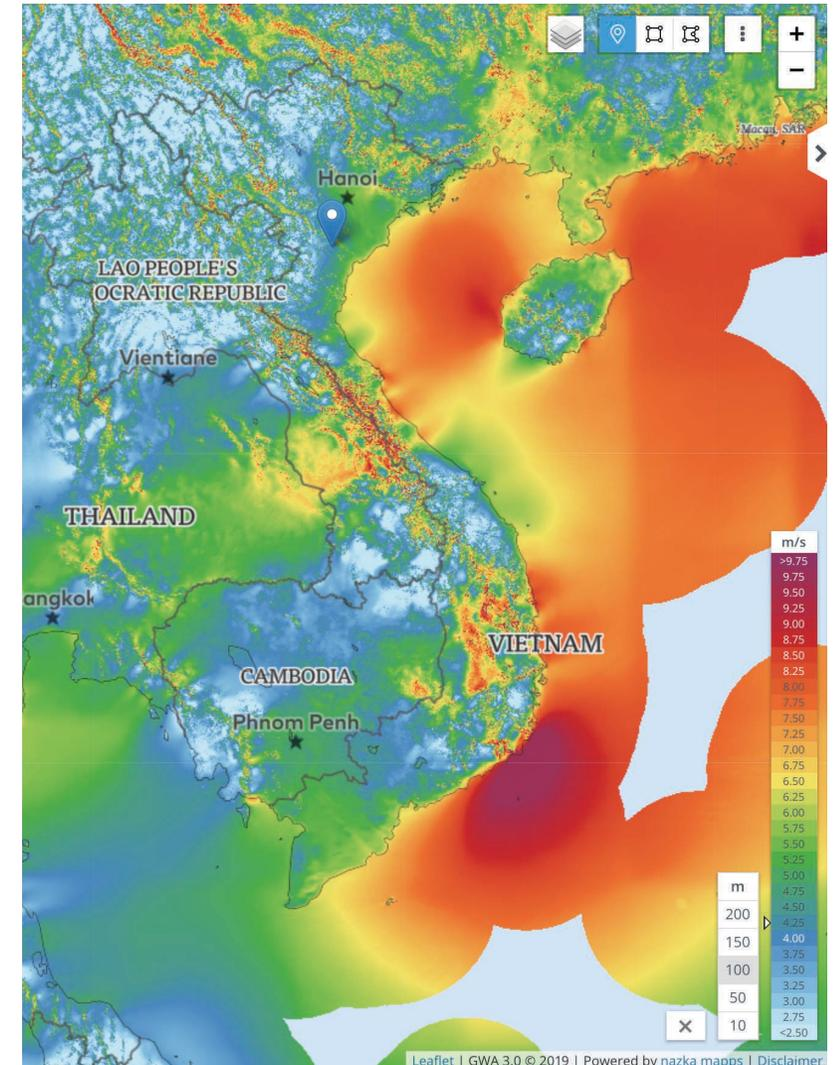 +
−
Macau, SAR
Hanoi
LAO PEOPLE'S
OCRATIC REPUBLIC
Vientiane
THAILAND
angkok
VIETNAM
CAMBODIA
Phnom Penh
m/s
>9.75
9.75
9.50
9.25
9.00
8.75
8.50
8.25
8.00
7.75
7.50
7.25
7.00
6.75
6.50
6.25
6.00
5.75
5.50
5.25
5.00
4.75
4.50
4.25
4.00
3.75
3.50
3.25
3.00
2.75
<2.50
m
200
150
100
50
10
Leaflet | GWA 3.0 © 2019 | Powered by nazka mapps | Disclaimer